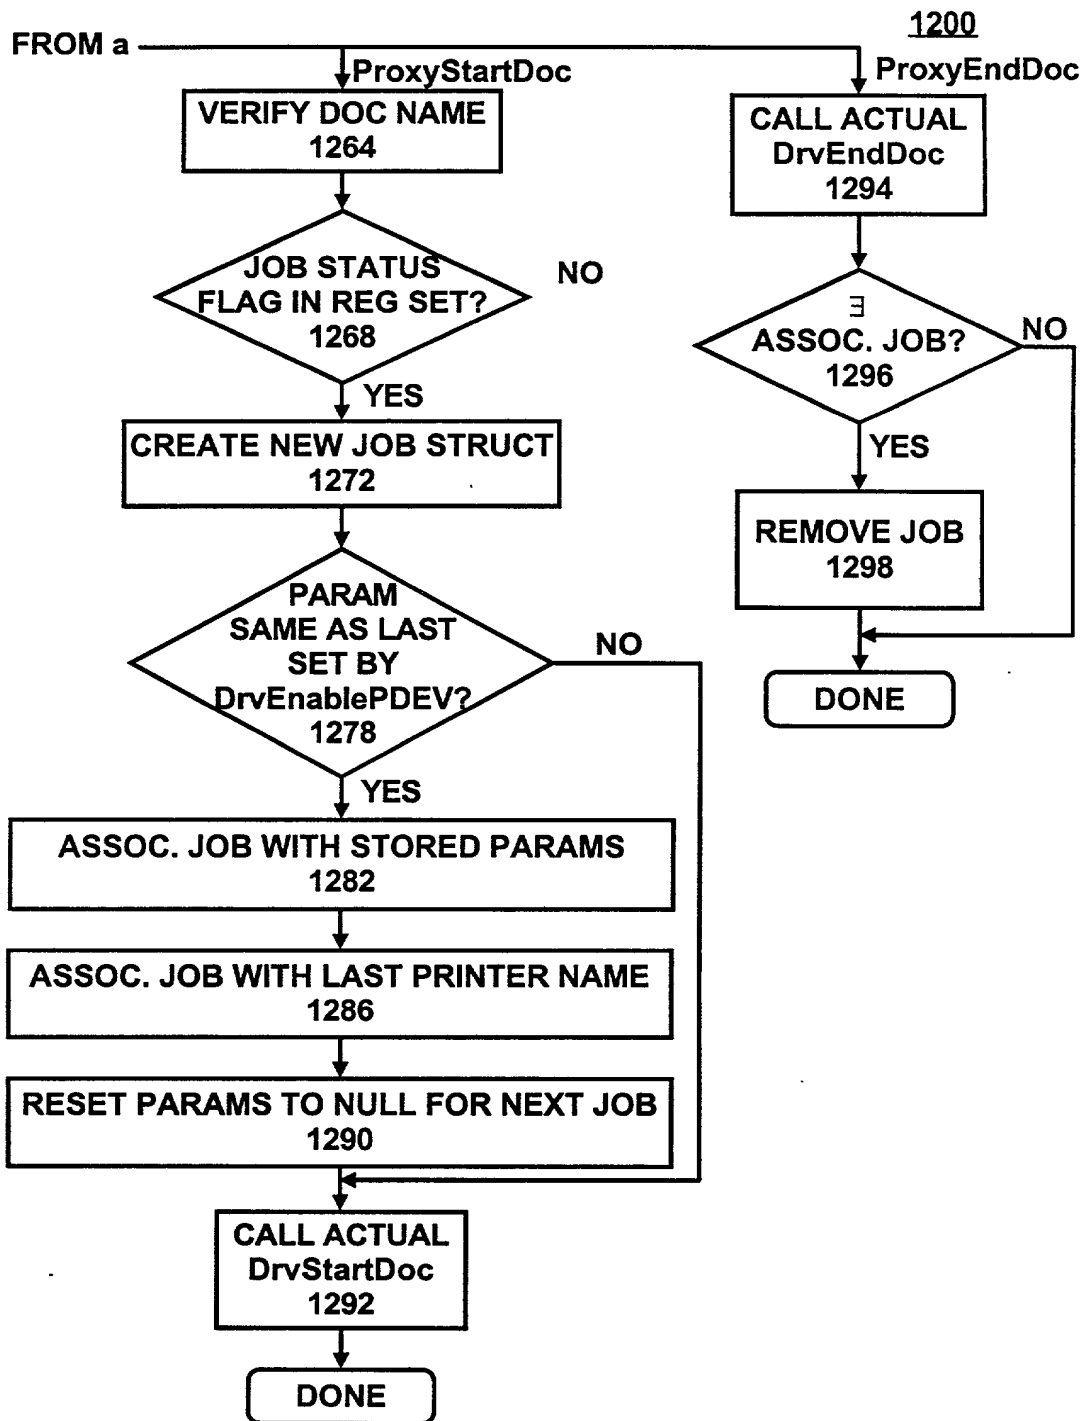 1200
FROM a
ProxyStartDoc
VERIFY DOC NAME
1264
JOB STATUS
FLAG IN REG SET?
1268
NO
YES
CREATE NEW JOB STRUCT
1272
PARAM
SAME AS LAST
SET BY
DrvEnablePDEV?
1278
NO
YES
ASSOC. JOB WITH STORED PARAMS
1282
ASSOC. JOB WITH LAST PRINTER NAME
1286
RESET PARAMS TO NULL FOR NEXT JOB
1290
CALL ACTUAL
DrvStartDoc
1292
DONE
ProxyEndDoc
CALL ACTUAL
DrvEndDoc
1294
∃
ASSOC. JOB?
1296
NO
YES
REMOVE JOB
1298
DONE